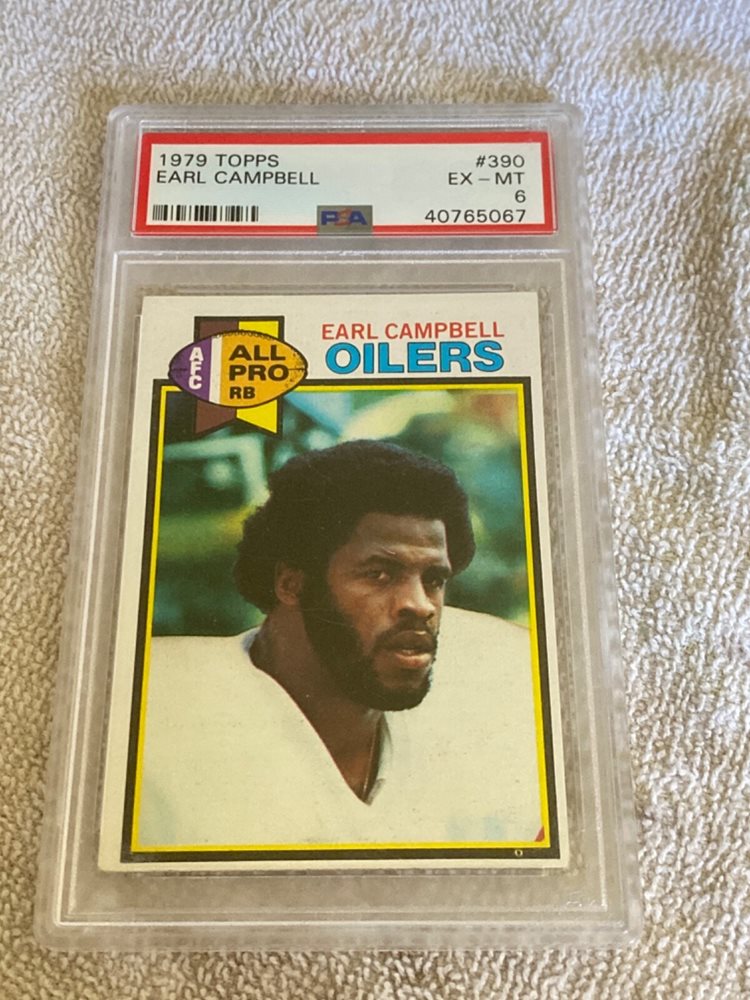 1979 TOPPS #390
EARL CAMPBELL EX-MT
6
PSA 40765067
EARL CAMPBELL
OILERS
AFC
ALL
PRO
RB